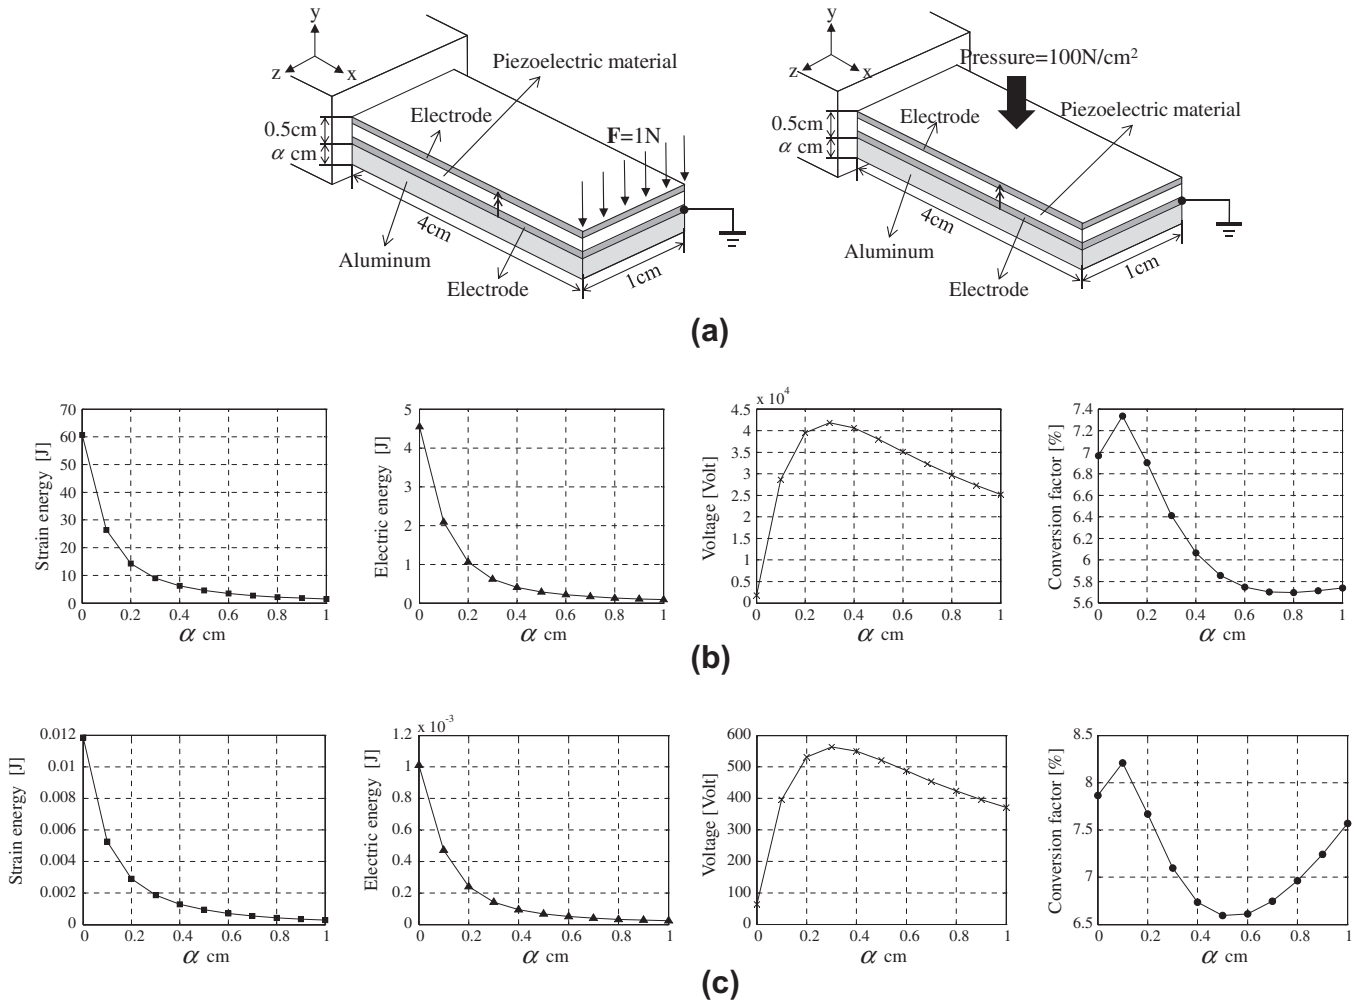 y
z
x
Piezoelectric material
Electrode
0.5cm
α cm
F=1N
4cm
Aluminum
Electrode
1cm
y
z
x
Pressure=100N/cm²
Piezoelectric material
Electrode
0.5cm
α cm
4cm
Aluminum
Electrode
1cm
(a)
Strain energy [J]
70
60
50
40
30
20
10
0
0 0.2 0.4 0.6 0.8 1
α cm
Electric energy [J]
5
4
3
2
1
0
0 0.2 0.4 0.6 0.8 1
α cm
x 10⁴
Voltage [Volt]
4.5
4
3.5
3
2.5
2
1.5
1
0.5
0
0 0.2 0.4 0.6 0.8 1
α cm
Conversion factor [%]
7.4
7.2
7
6.8
6.6
6.4
6.2
6
5.8
5.6
0 0.2 0.4 0.6 0.8 1
α cm
(b)
Strain energy [J]
0.012
0.01
0.008
0.006
0.004
0.002
0
0 0.2 0.4 0.6 0.8 1
α cm
x 10⁻³
Electric energy [J]
1.2
1
0.8
0.6
0.4
0.2
0
0 0.2 0.4 0.6 0.8 1
α cm
Voltage [Volt]
600
500
400
300
200
100
0
0 0.2 0.4 0.6 0.8 1
α cm
Conversion factor [%]
8.5
8
7.5
7
6.5
0 0.2 0.4 0.6 0.8 1
α cm
(c)